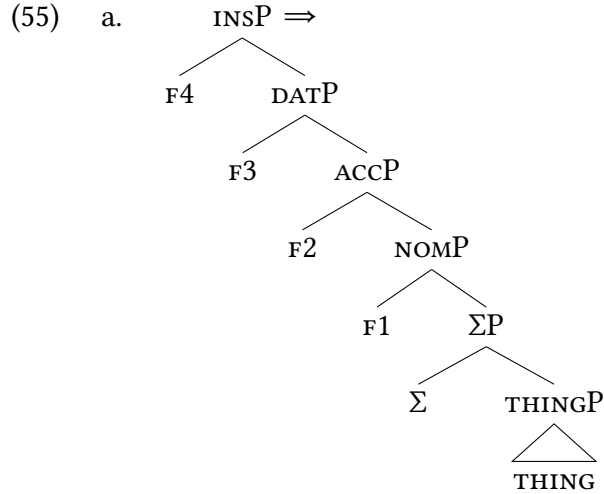 (55) a. INSP ⇒
F4 DATP
F3 ACCP
F2 NOMP
F1 ΣP
Σ THINGP
THING